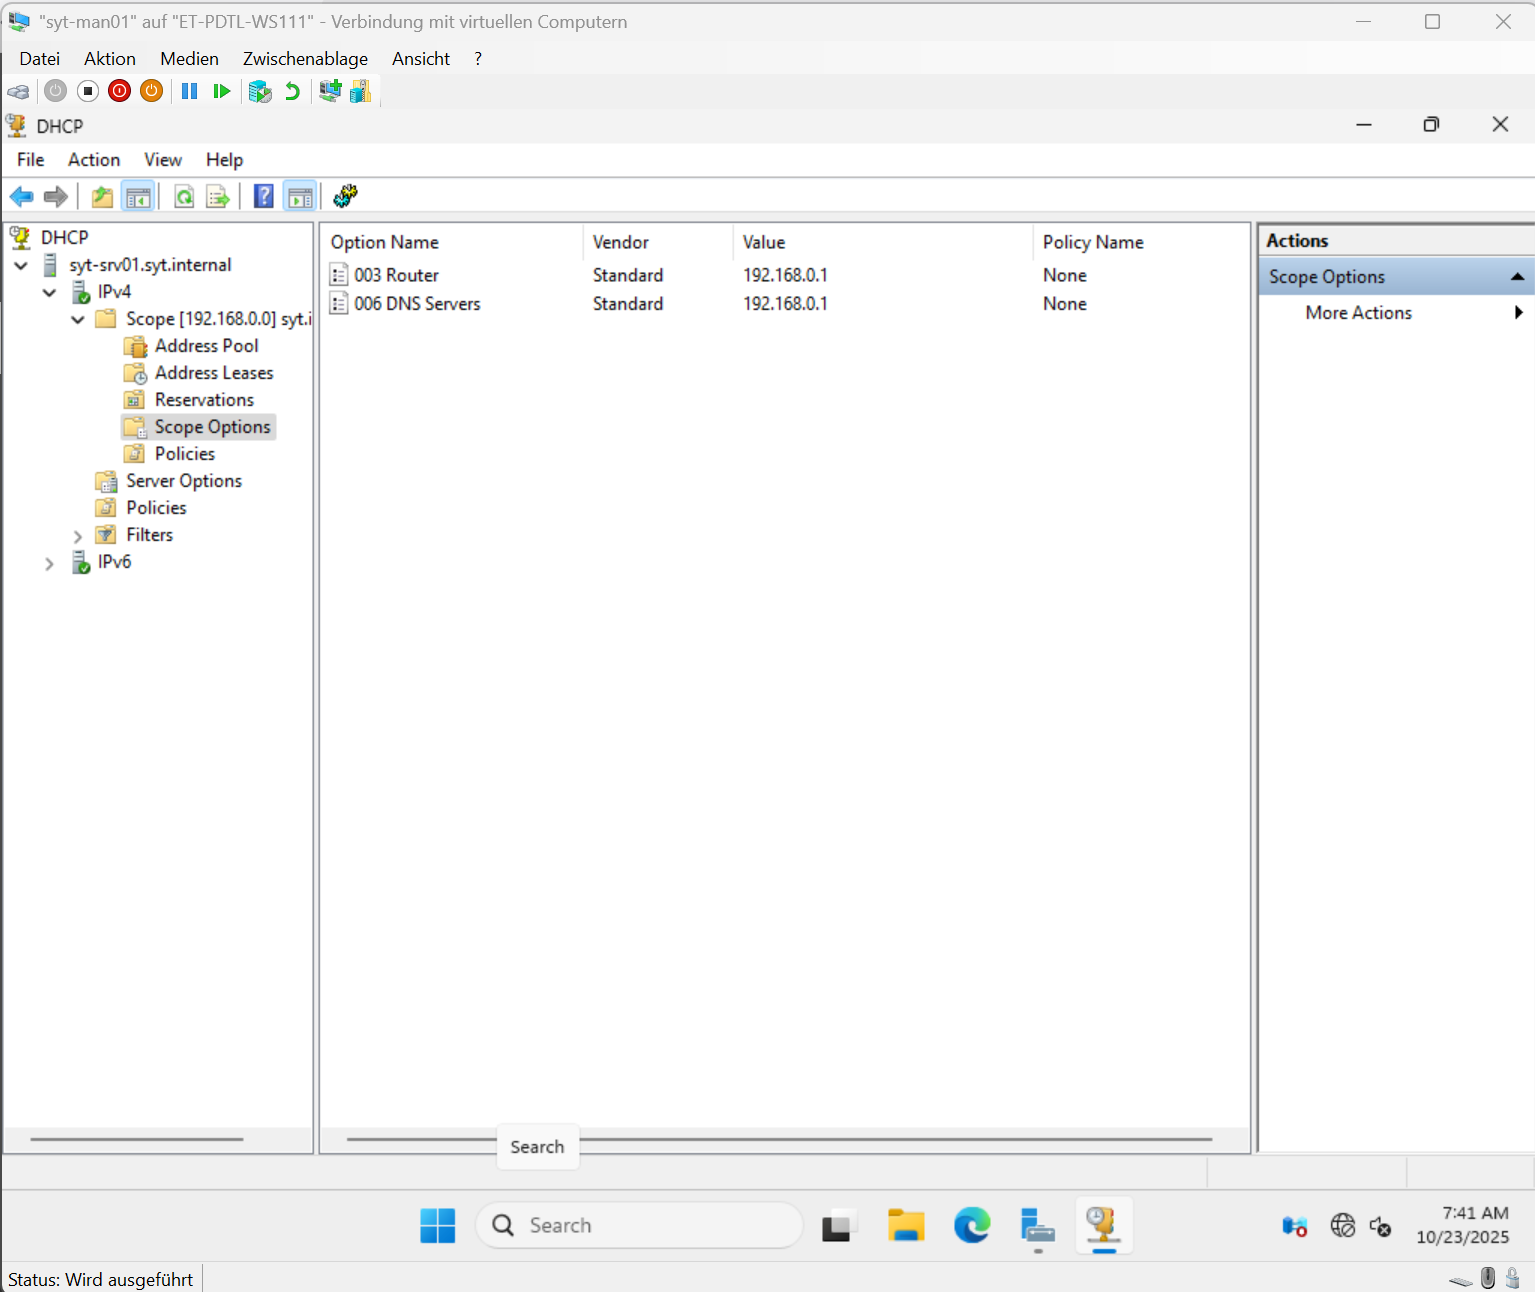 "syt-man01" auf "ET-PDTL-WS111" - Verbindung mit virtuellen Computern
Datei Aktion Medien Zwischenablage Ansicht ?
DHCP
File Action View Help
DHCP
syt-srv01.syt.internal
IPv4
Scope [192.168.0.0] syt.i
Address Pool
Address Leases
Reservations
Scope Options
Policies
Server Options
Policies
Filters
IPv6
Option Name Vendor Value Policy Name
003 Router Standard 192.168.0.1 None
006 DNS Servers Standard 192.168.0.1 None
Actions
Scope Options
More Actions
Search
Search
7:41 AM
10/23/2025
Status: Wird ausgeführt